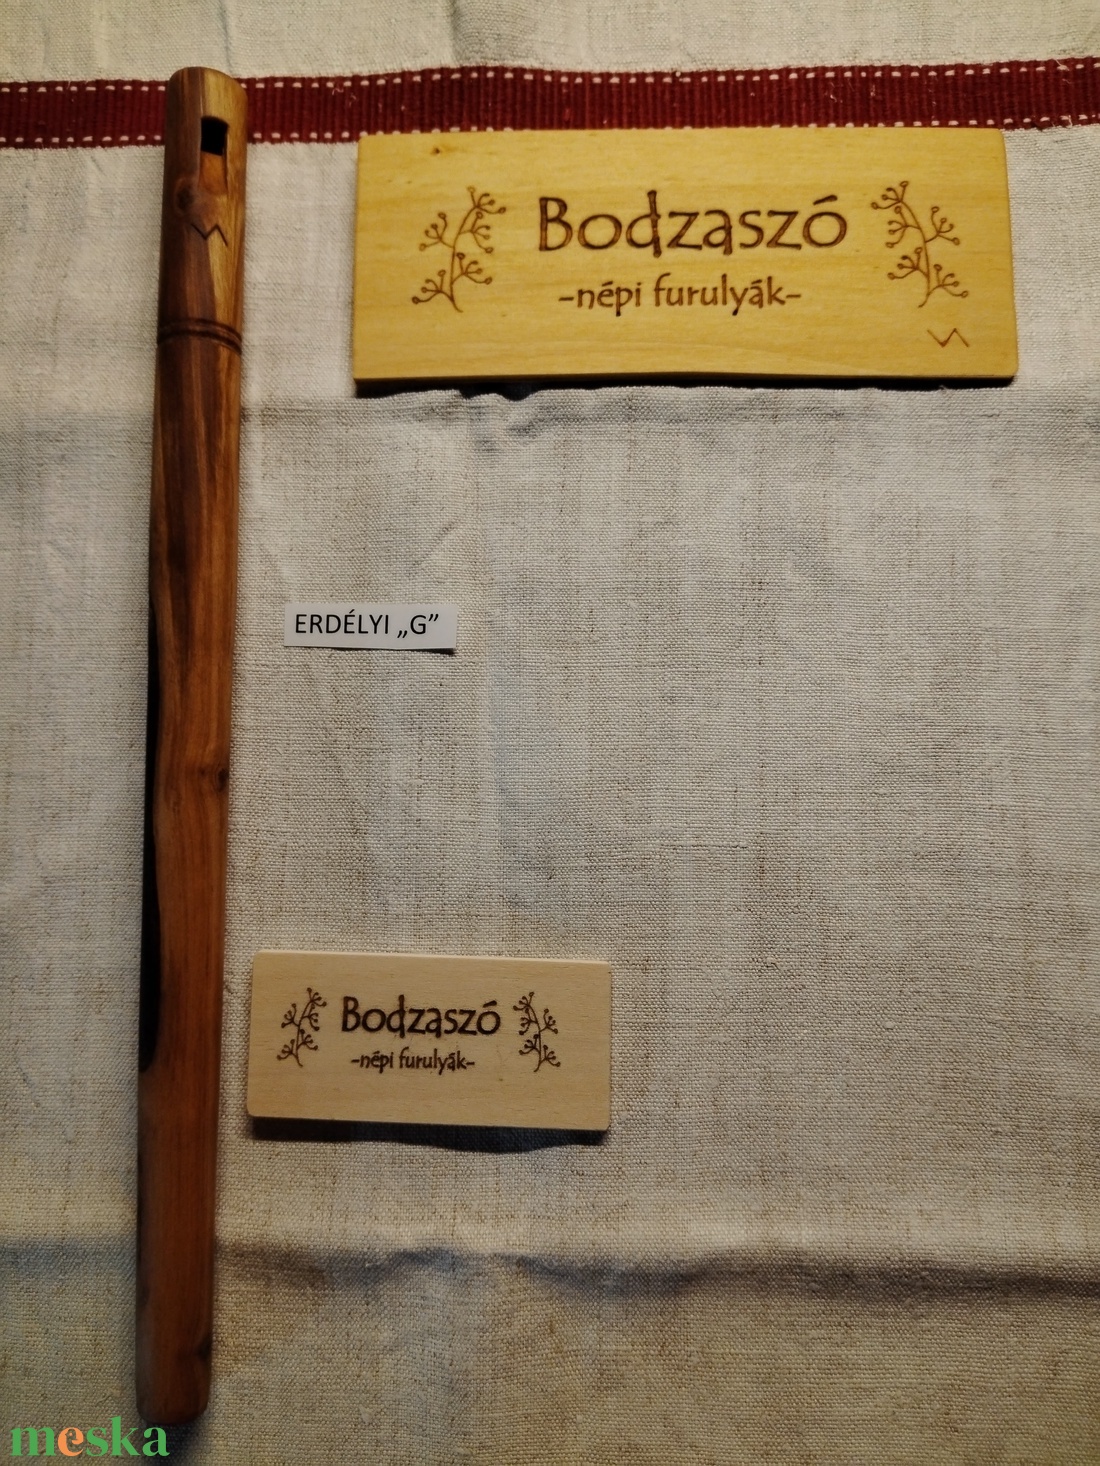 Bodzaszó
-népi furulyák-
ERDÉLYI „G”
Bodzaszó
-népi furulyák-
meska